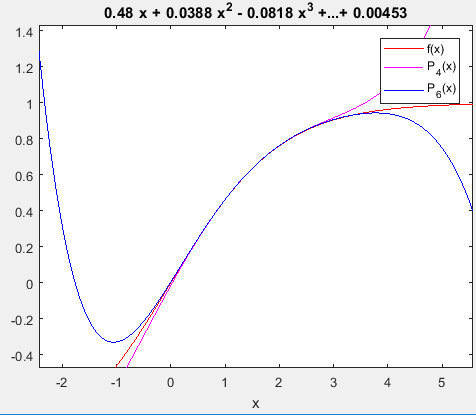 0.48 x + 0.0388 x² - 0.0818 x³ +...+ 0.00453
1.4
1.2
1
0.8
0.6
0.4
0.2
0
-0.2
-0.4
f(x)
P₄(x)
P₆(x)
-2 -1 0 1 2 3 4 5
x